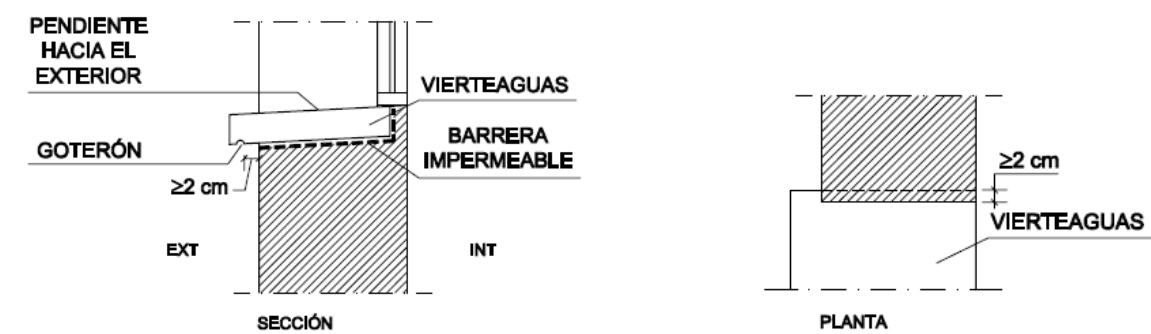 PENDIENTE
HACIA EL
EXTERIOR
VIERTEAGUAS
GOTERÓN
BARRERA
IMPERMEABLE
≥2 cm
EXT
INT
SECCIÓN
≥2 cm
VIERTEAGUAS
PLANTA